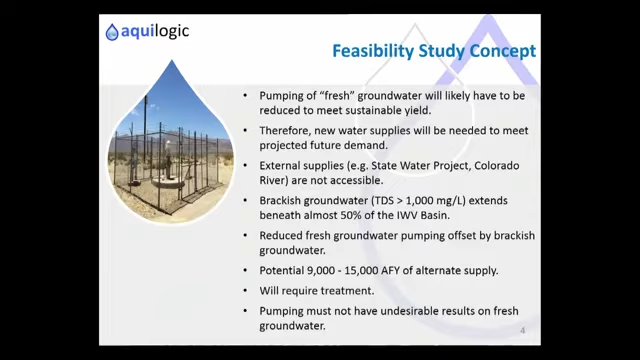 aquilogic
Feasibility Study Concept
• Pumping of “fresh” groundwater will likely have to be
reduced to meet sustainable yield.
• Therefore, new water supplies will be needed to meet
projected future demand.
• External supplies (e.g. State Water Project, Colorado
River) are not accessible.
• Brackish groundwater (TDS > 1,000 mg/L) extends
beneath almost 50% of the IWV Basin.
• Reduced fresh groundwater pumping offset by brackish
groundwater.
• Potential 9,000 - 15,000 AFY of alternate supply.
• Will require treatment.
• Pumping must not have undesirable results on fresh
groundwater.
4